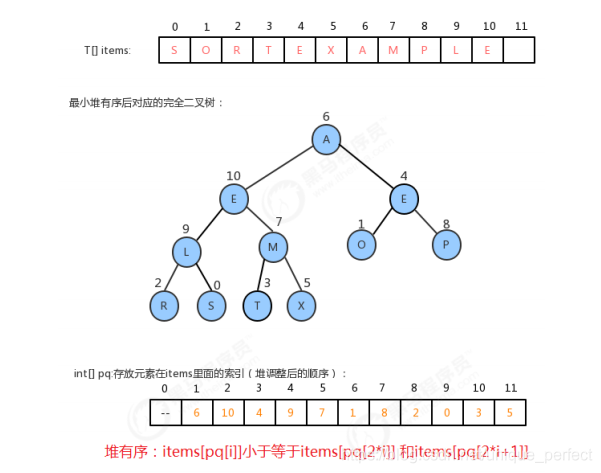 0 1 2 3 4 5 6 7 8 9 10 11
T[] items: S O R T E X A M P L E
最小堆有序后对应的完全二叉树：
6
A
10 4
E E
9 7 1 8
L M O P
2 0 3 5
R S T X
int[] pq:存放元素在items里面的索引（堆调整后的顺序）：
0 1 2 3 4 5 6 7 8 9 10 11
-- 6 10 4 9 7 1 8 2 0 3 5
堆有序：items[pq[i]]小于等于items[pq[2*i]] 和items[pq[2*i+1]]